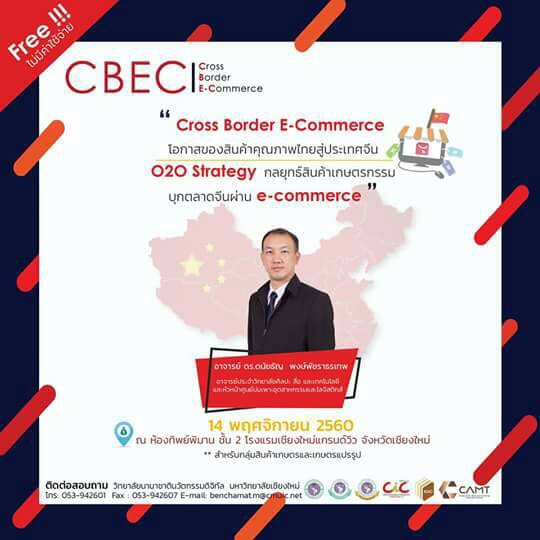 Free !!!
ไม่มีค่าใช้จ่าย
CBEC
Cross
Border
E-Commerce
“ Cross Border E-Commerce
โอกาสของสินค้าคุณภาพไทยสู่ประเทศจีน
O2O Strategy กลยุทธ์สินค้าเกษตรกรรม
บุกตลาดจีนผ่าน e-commerce ”
อาจารย์ ดร.ดนัยธัญ พงษ์พัชราธรเทพ
อาจารย์ประจำวิทยาลัยศิลปะ สื่อ และเทคโนโลยี
และหัวหน้าศูนย์บ่มเพาะอุตสาหกรรมและโลจิสติกส์
14 พฤศจิกายน 2560
ณ ห้องทิพย์พิมาน ชั้น 2 โรงแรมเชียงใหม่แกรนด์วิว จังหวัดเชียงใหม่
** สำหรับกลุ่มสินค้าเกษตรและเกษตรแปรรูป
ติดต่อสอบถาม วิทยาลัยนานาชาตินวัตกรรมดิจิทัล มหาวิทยาลัยเชียงใหม่
โทร: 053-942601 Fax : 053-942607 E-mail: benchamat.m@cmuic.net
CIC
CAMT